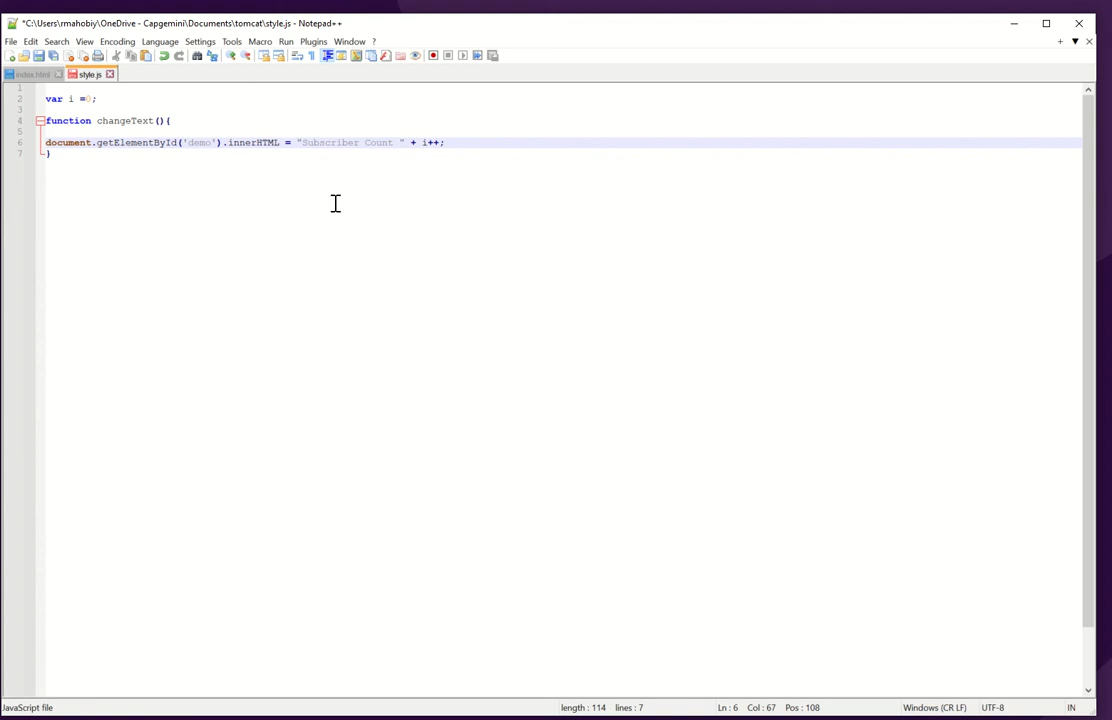 *C:\Users\rmahobiy\OneDrive - Capgemini\Documents\tomcat\style.js - Notepad++
File Edit Search View Encoding Language Settings Tools Macro Run Plugins Window ?
index.html style.js
1
2 var i =0;
3
4 function changeText(){
5
6 document.getElementById('demo').innerHTML = "Subscriber Count " + i++;
7 }
JavaScript file length : 114 lines : 7 Ln : 6 Col : 67 Pos : 108 Windows (CR LF) UTF-8 IN